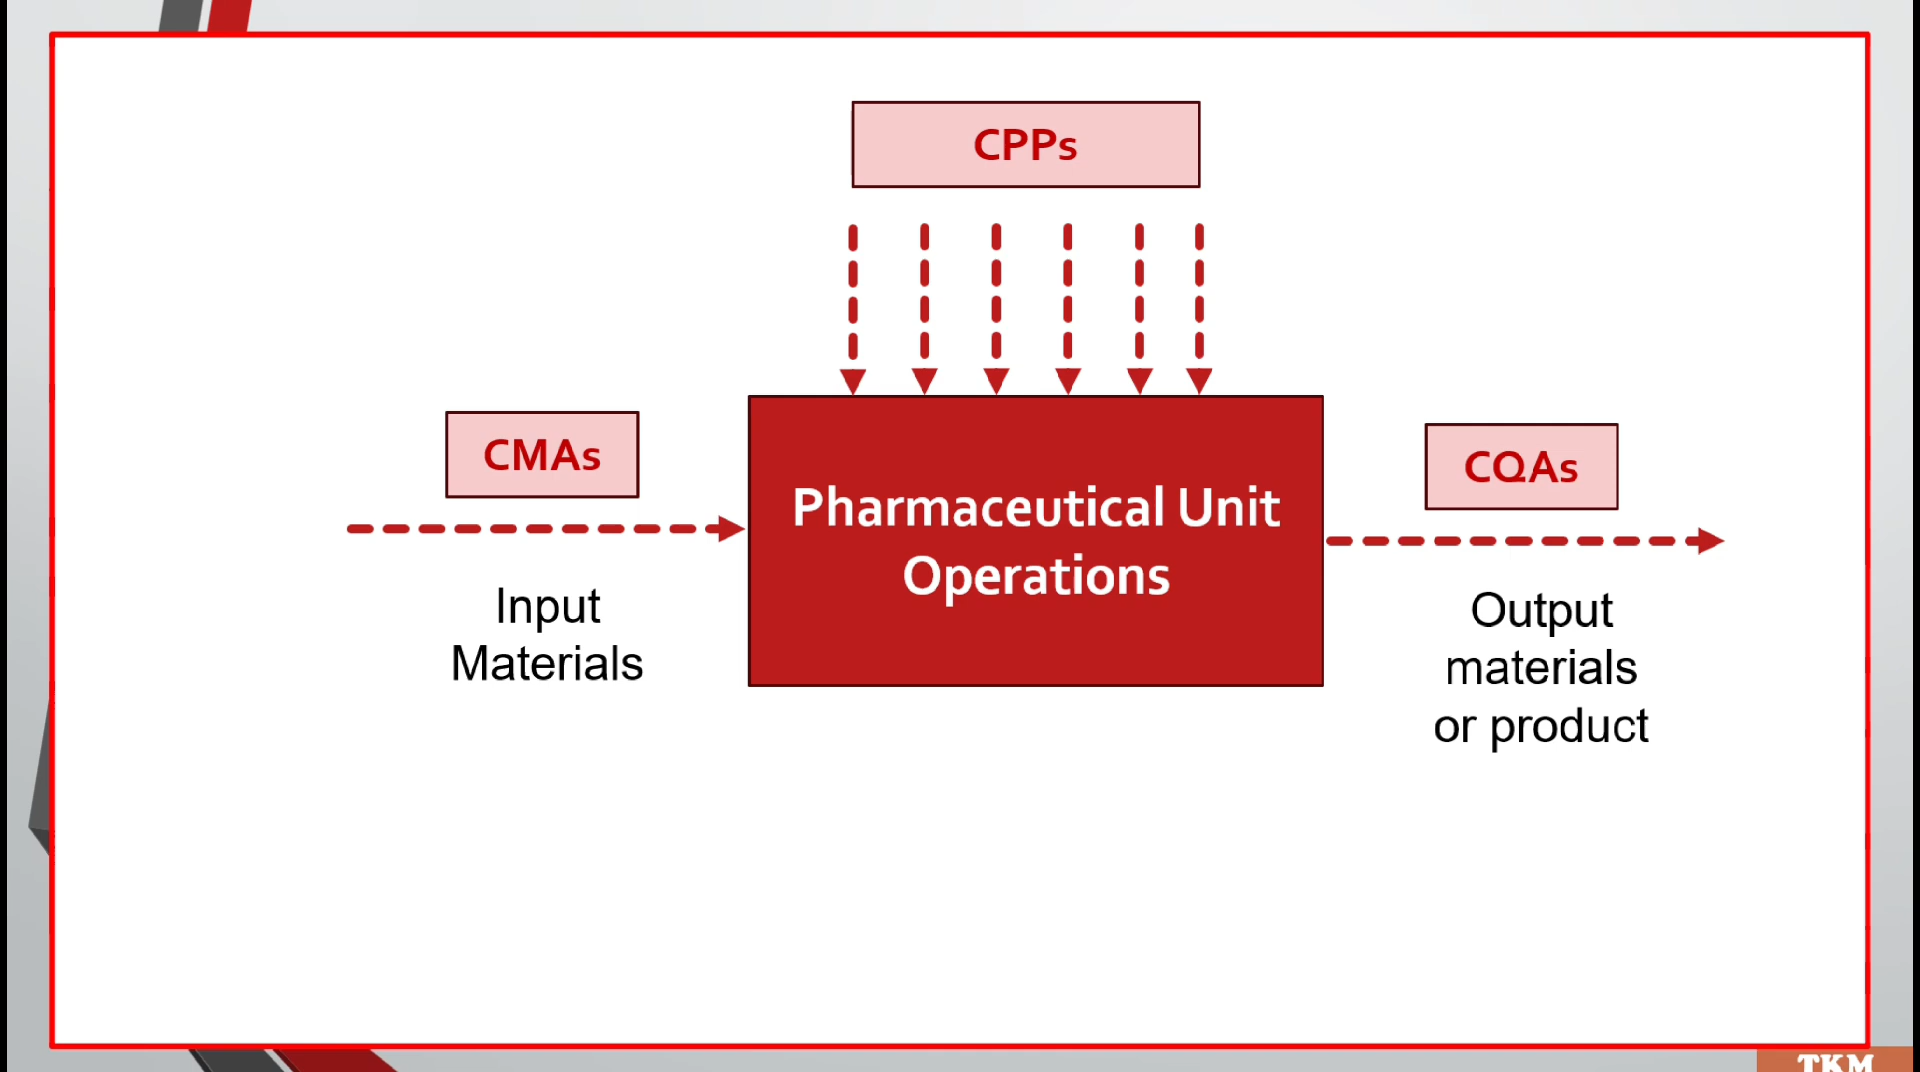 CPPs
CMAs
CQAs
Pharmaceutical Unit
Operations
Input
Materials
Output
materials
or product
TKM